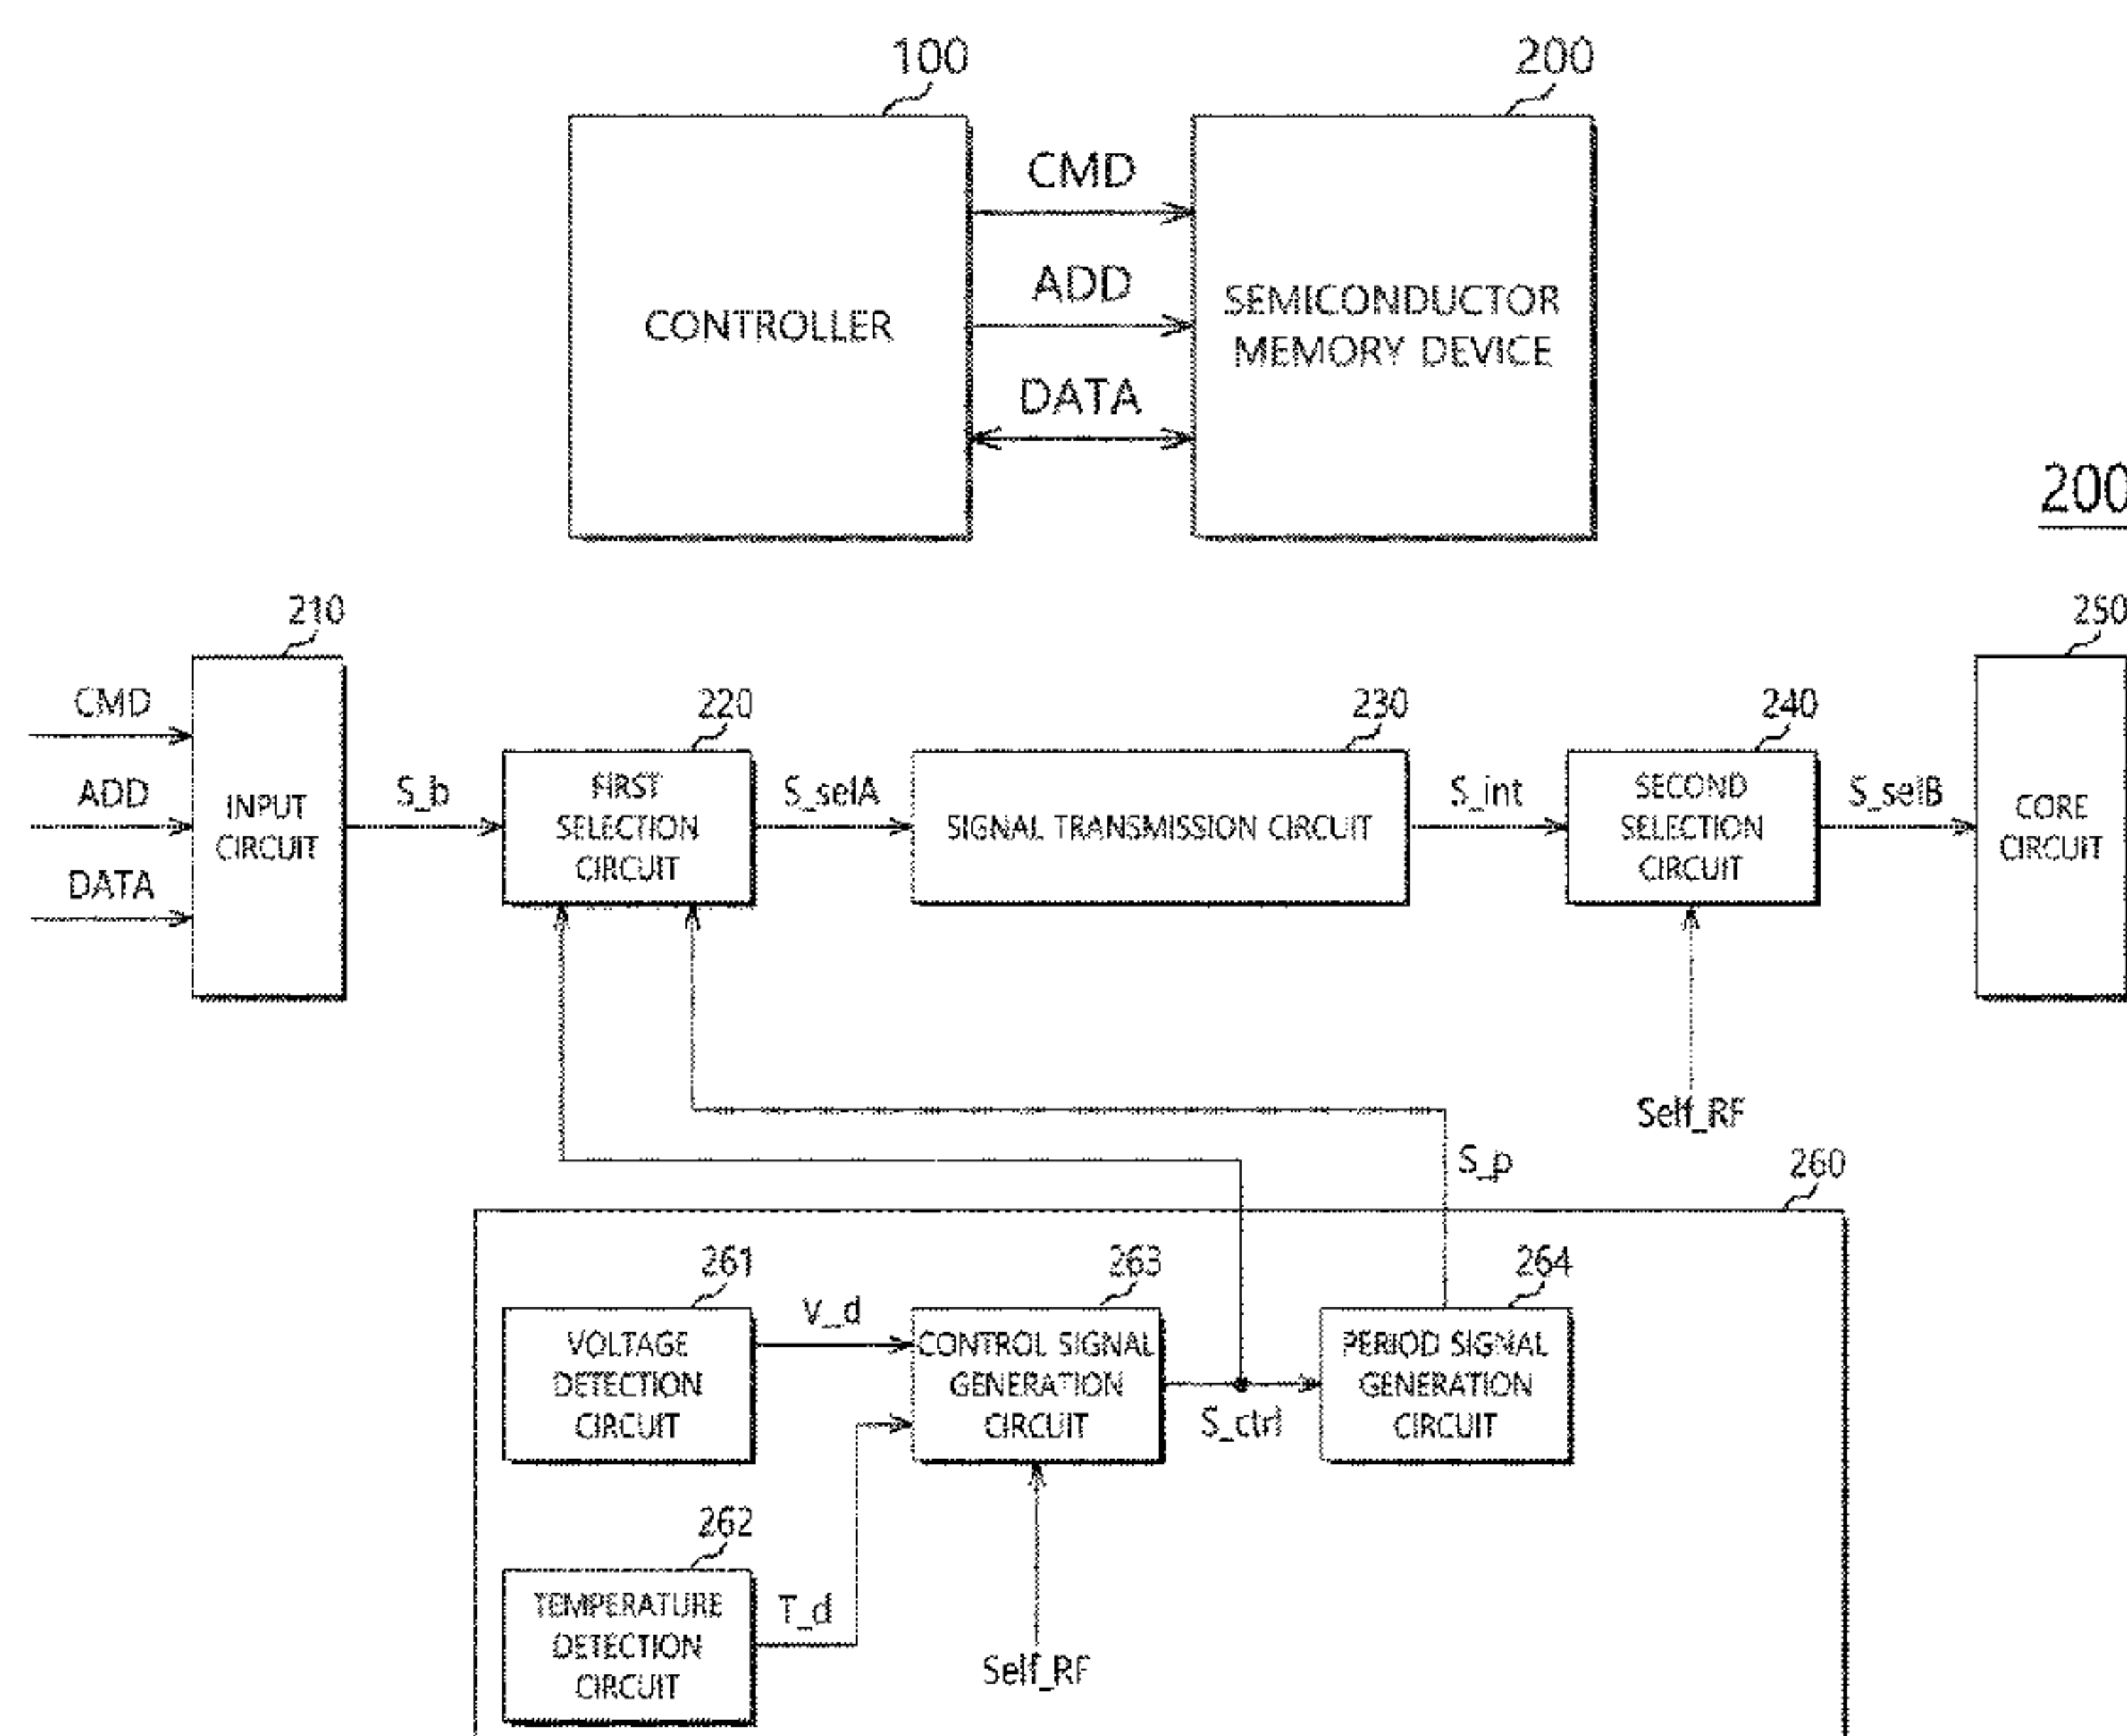 100
200
CMD
ADD
DATA
CONTROLLER
SEMICONDUCTOR
MEMORY DEVICE
200
210
220
230
240
250
CMD
ADD
DATA
INPUT
CIRCUIT
S_b
FIRST
SELECTION
CIRCUIT
S_selA
SIGNAL TRANSMISSION CIRCUIT
S_int
SECOND
SELECTION
CIRCUIT
S_selB
CORE
CIRCUIT
Self_RF
S_p
260
261
263
264
VOLTAGE
DETECTION
CIRCUIT
V_d
CONTROL SIGNAL
GENERATION
CIRCUIT
S_ctrl
PERIOD SIGNAL
GENERATION
CIRCUIT
262
TEMPERATURE
DETECTION
CIRCUIT
T_d
Self_RF